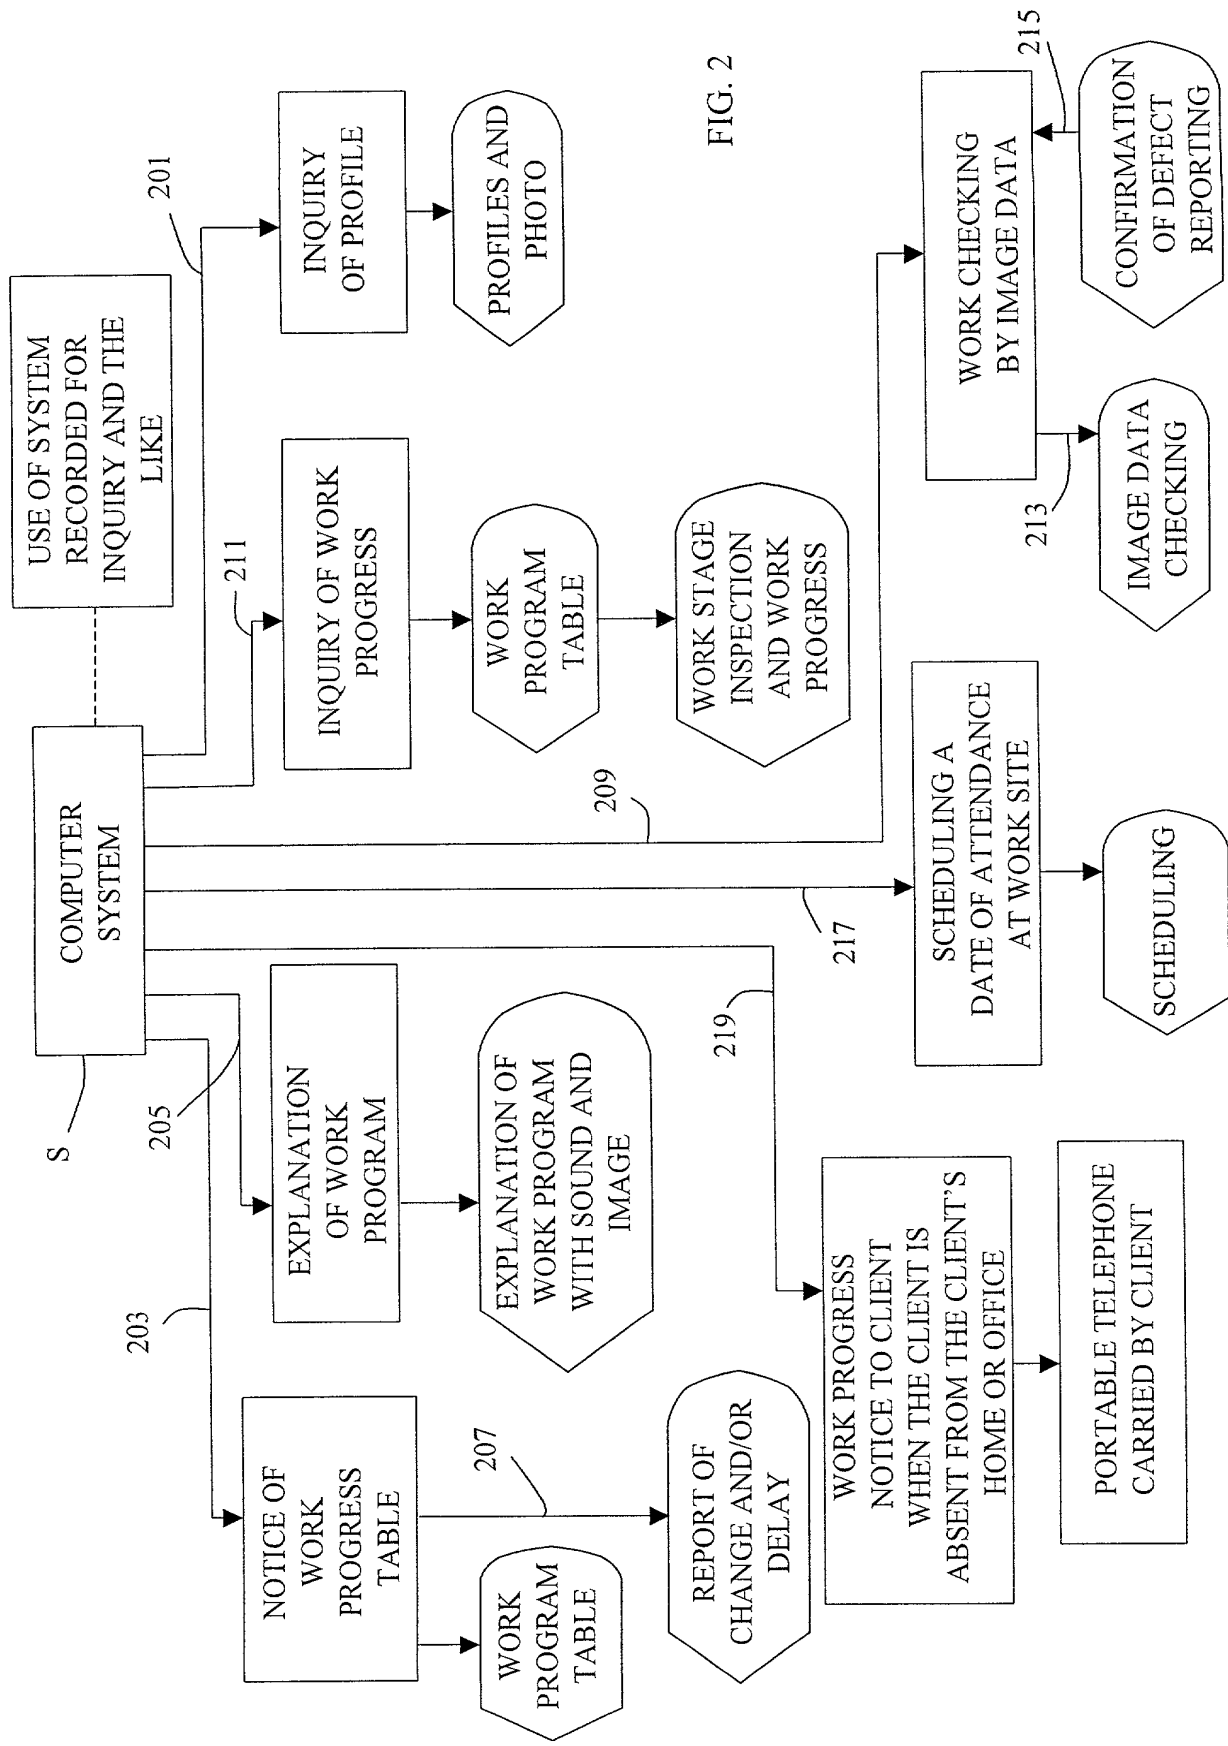 S
COMPUTER
SYSTEM
USE OF SYSTEM
RECORDED FOR
INQUIRY AND THE
LIKE
203
205
211
201
NOTICE OF
WORK
PROGRESS
TABLE
EXPLANATION
OF WORK
PROGRAM
INQUIRY OF WORK
PROGRESS
INQUIRY
OF PROFILE
207
WORK
PROGRAM
TABLE
EXPLANATION OF
WORK PROGRAM
WITH SOUND AND
IMAGE
WORK
PROGRAM
TABLE
PROFILES AND
PHOTO
REPORT OF
CHANGE AND/OR
DELAY
WORK STAGE
INSPECTION
AND WORK
PROGRESS
219
217
209
FIG. 2
WORK PROGRESS
NOTICE TO CLIENT
WHEN THE CLIENT IS
ABSENT FROM THE CLIENT'S
HOME OR OFFICE
SCHEDULING A
DATE OF ATTENDANCE
AT WORK SITE
WORK CHECKING
BY IMAGE DATA
213
215
PORTABLE TELEPHONE
CARRIED BY CLIENT
SCHEDULING
IMAGE DATA
CHECKING
CONFIRMATION
OF DEFECT
REPORTING